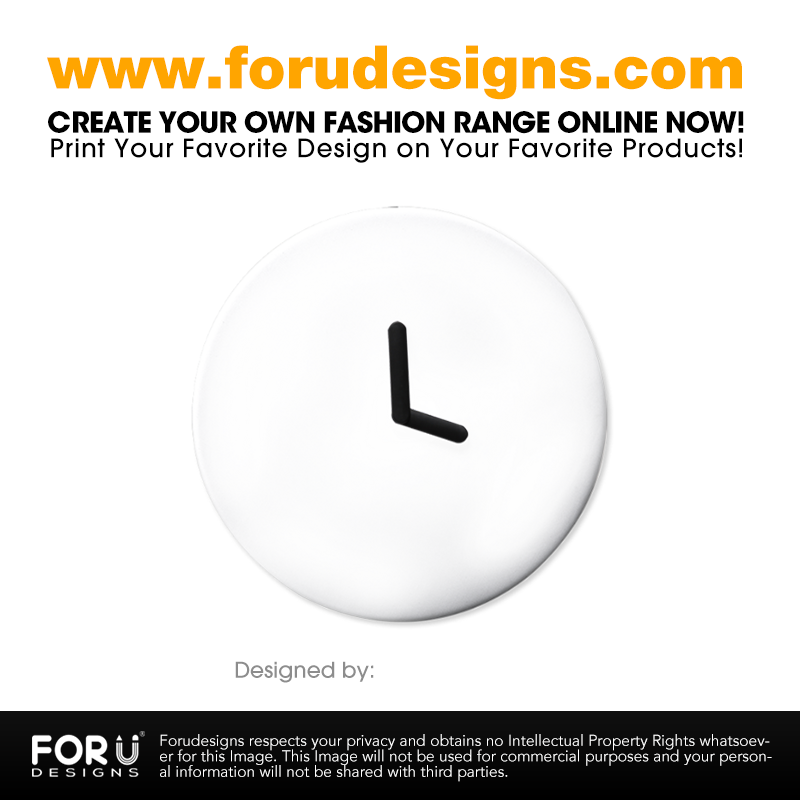 www.forudesigns.com
CREATE YOUR OWN FASHION RANGE ONLINE NOW!
Print Your Favorite Design on Your Favorite Products!
Designed by:
FOR U®
DESIGNS
Forudesigns respects your privacy and obtains no Intellectual Property Rights whatsoev-
er for this Image. This Image will not be used for commercial purposes and your person-
al information will not be shared with third parties.